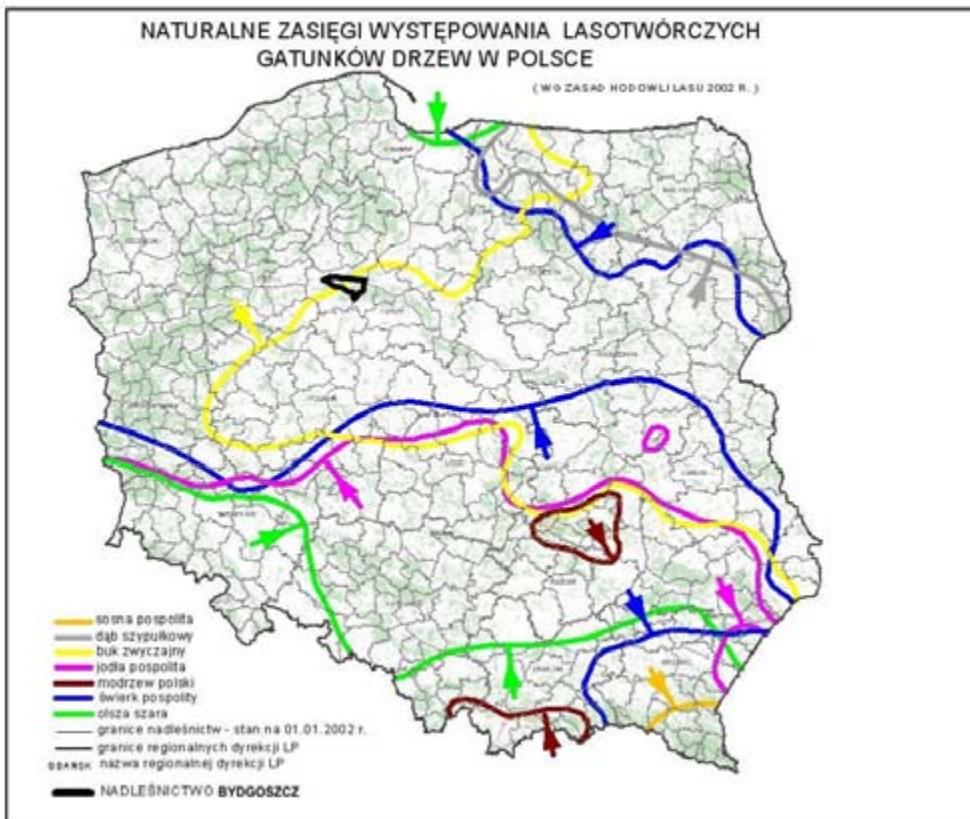 NATURALNE ZASIĘGI WYSTĘPOWANIA LASOTWÓRCZYCH
GATUNKÓW DRZEW W POLSCE
( WG ZASAD HODOWLI LASU 2002 R. )
sosna pospolita
dąb szypułkowy
buk zwyczajny
jodła pospolita
modrzew polski
świerk pospolity
olsza szara
granice nadleśnictw - stan na 01.01.2002 r.
granice regionalnych dyrekcji LP
GDAŃSK nazwa regionalnej dyrekcji LP
NADLEŚNICTWO BYDGOSZCZ